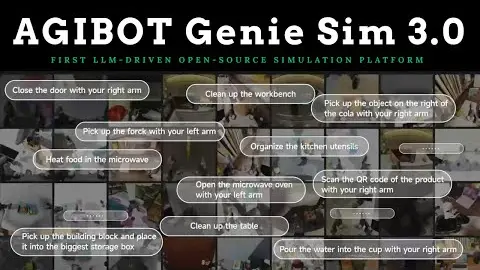 AGIBOT Genie Sim 3.0
FIRST LLM-DRIVEN OPEN-SOURCE SIMULATION PLATFORM
Close the door with your right arm
Clean up the workbench
Pick up the object on the right of
the cola with your right arm
Pick up the forck with your left arm
Organize the kitchen utensils
......
Heat food in the microwave
Open the microwave oven
with your left arm
Scan the QR code of the product
with your right arm
......
......
Clean up the table
Pick up the building block and place
it into the biggest storage box
Pour the water into the cup with your right arm